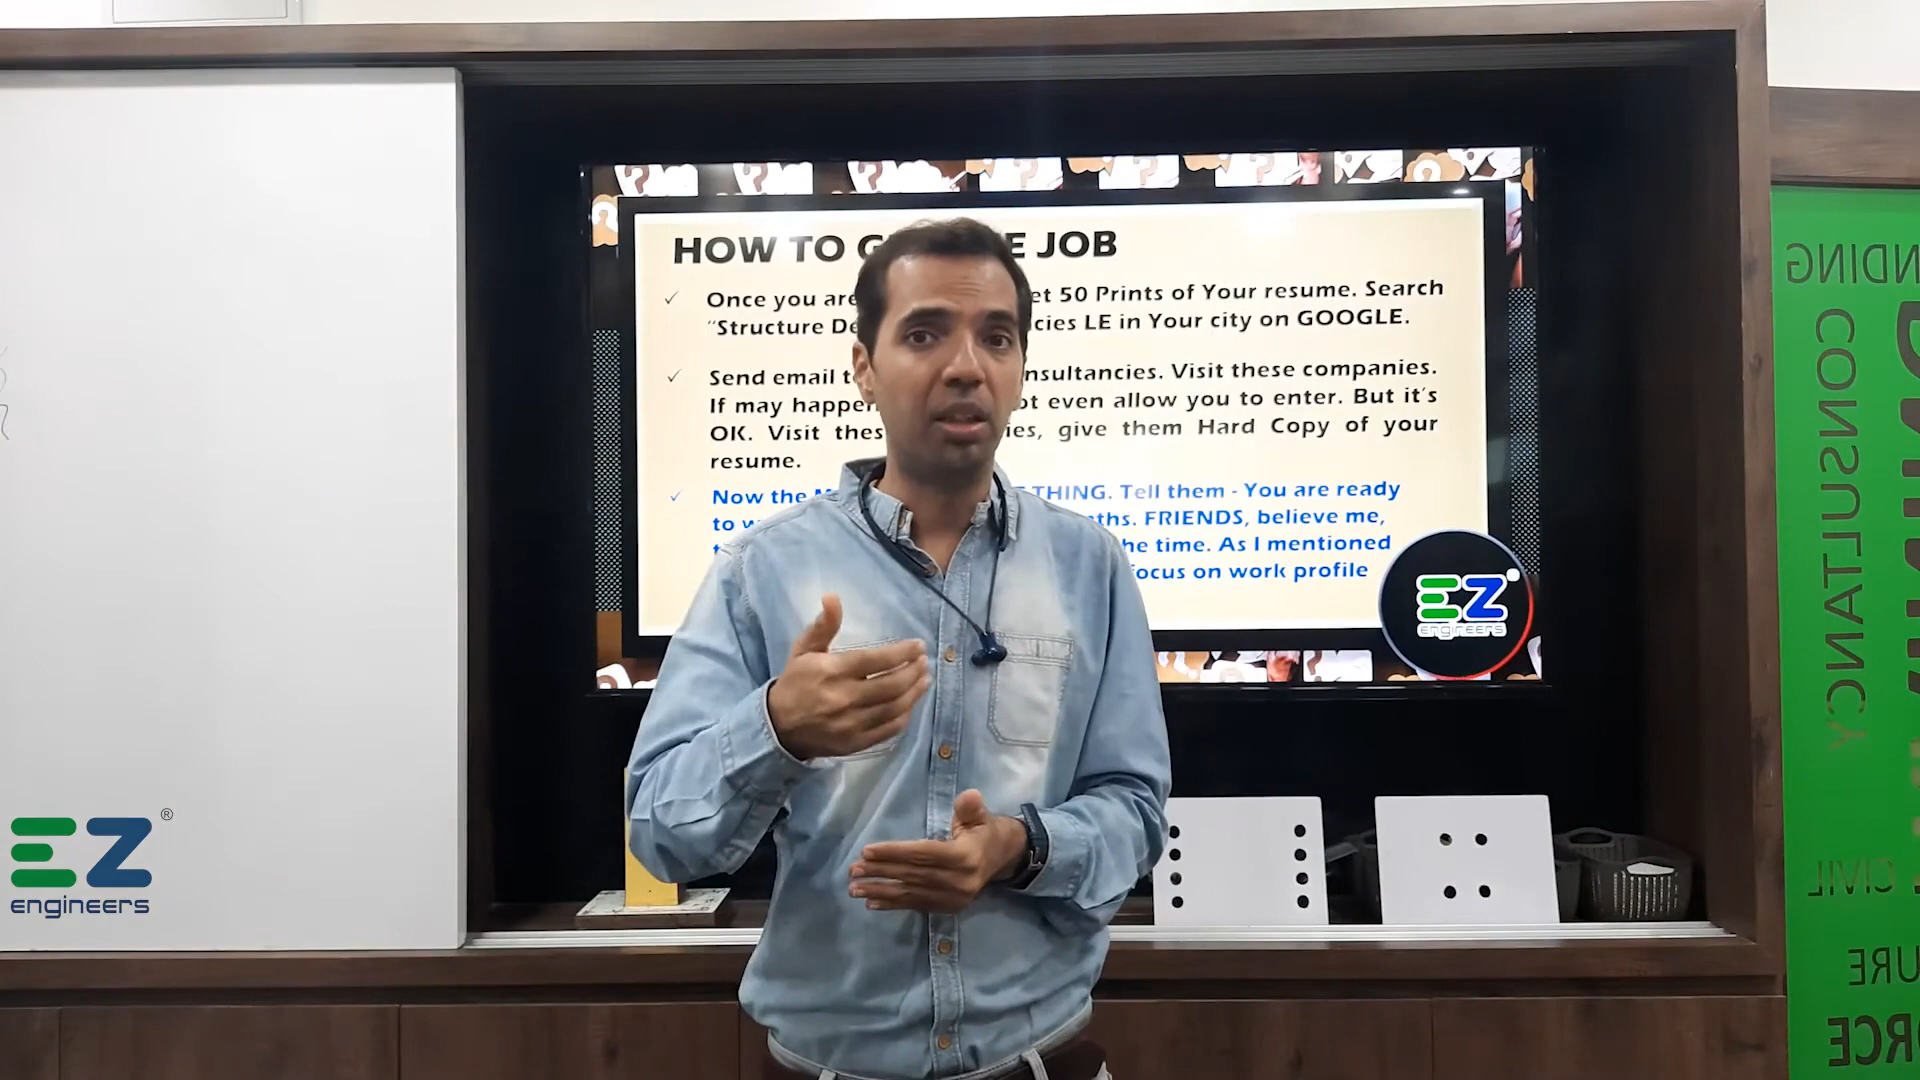 HOW TO G E JOB
Once you are et 50 Prints of Your resume. Search
"Structure De cies LE in Your city on GOOGLE.
Send email t nsultancies. Visit these companies.
If may happen ot even allow you to enter. But it's
OK. Visit thes ies, give them Hard Copy of your
resume.
Now the M THING. Tell them - You are ready
to w ths. FRIENDS, believe me,
t he time. As I mentioned
focus on work profile
EZ
engineers
EZ ®
engineers
NDING
CONSULTANCY
CIVIL
URE
ORCE